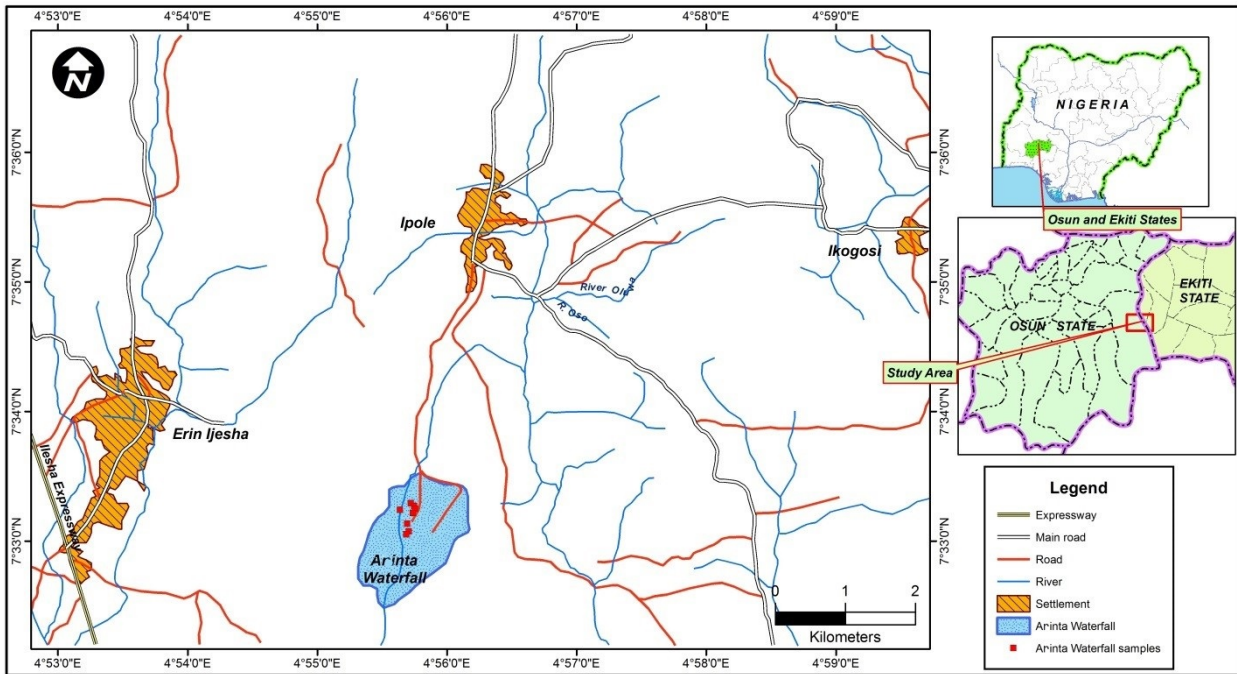 4°53'0"E
4°54'0"E
4°55'0"E
4°56'0"E
4°57'0"E
4°58'0"E
4°59'0"E
7°36'0"N
7°35'0"N
7°34'0"N
7°33'0"N
N
Ipole
Ikogosi
River Oluwa
R. Oso
Erin Ijesha
Ilesha Expressway
Arinta
Waterfall
0 1 2
Kilometers
7°36'0"N
7°35'0"N
7°34'0"N
7°33'0"N
4°53'0"E
4°54'0"E
4°55'0"E
4°56'0"E
4°57'0"E
4°58'0"E
4°59'0"E
NIGERIA
Osun and Ekiti States
EKITI
STATE
OSUN STATE
Study Area
Legend
Expressway
Main road
Road
River
Settlement
Arinta Waterfall
Arinta Waterfall samples